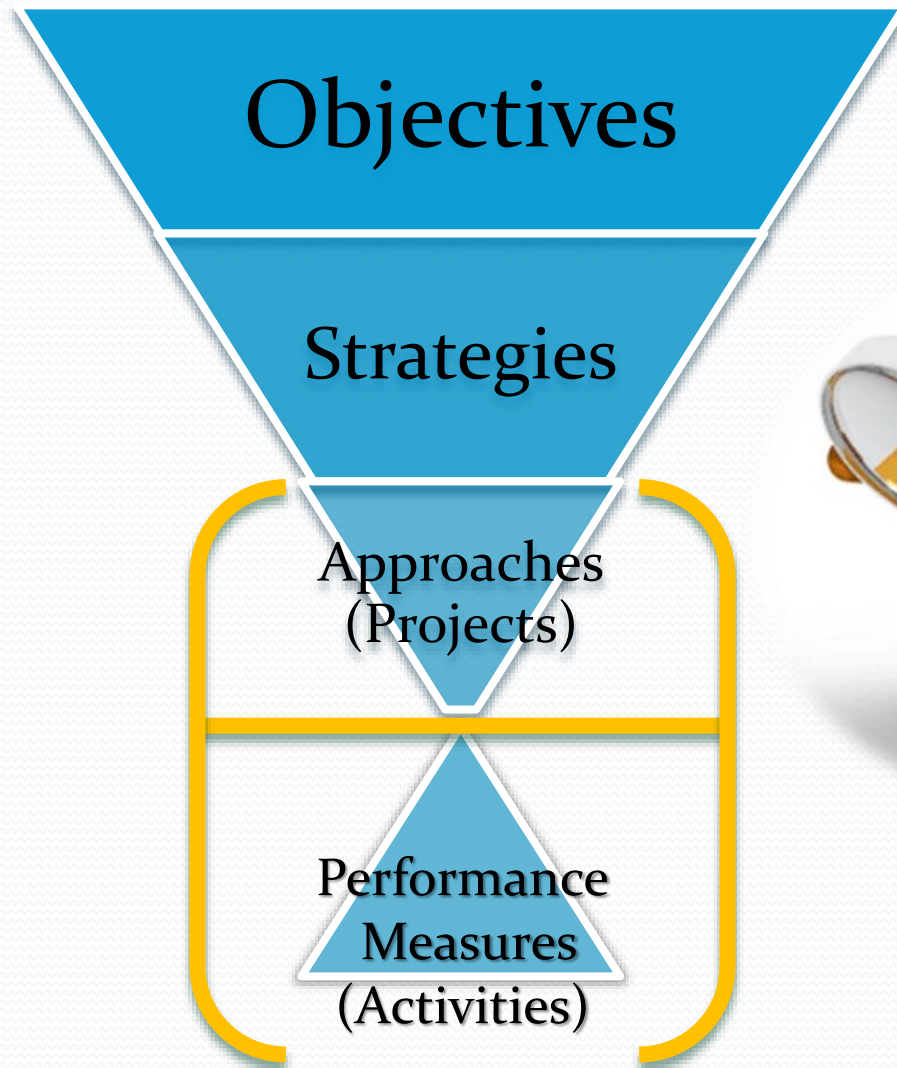 Objectives
Strategies
Approaches
(Projects)
Performance
Measures
(Activities)